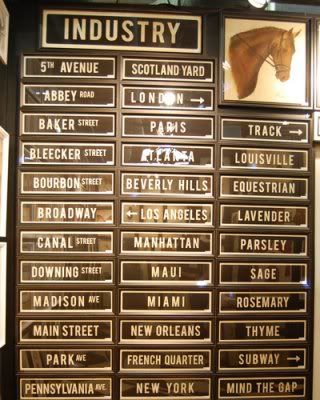 INDUSTRY
5TH AVENUE
ABBEY ROAD
BAKER STREET
BLEECKER STREET
BOURBON STREET
BROADWAY
CANAL STREET
DOWNING STREET
MADISON AVE
MAIN STREET
PARK AVE
PENNSYLVANIA AVE
SCOTLAND YARD
LONDON →
PARIS
ATLANTA
BEVERLY HILLS
← LOS ANGELES
MANHATTAN
MAUI
MIAMI
NEW ORLEANS
FRENCH QUARTER
NEW YORK
TRACK →
LOUISVILLE
EQUESTRIAN
LAVENDER
PARSLEY
SAGE
ROSEMARY
THYME
SUBWAY →
MIND THE GAP